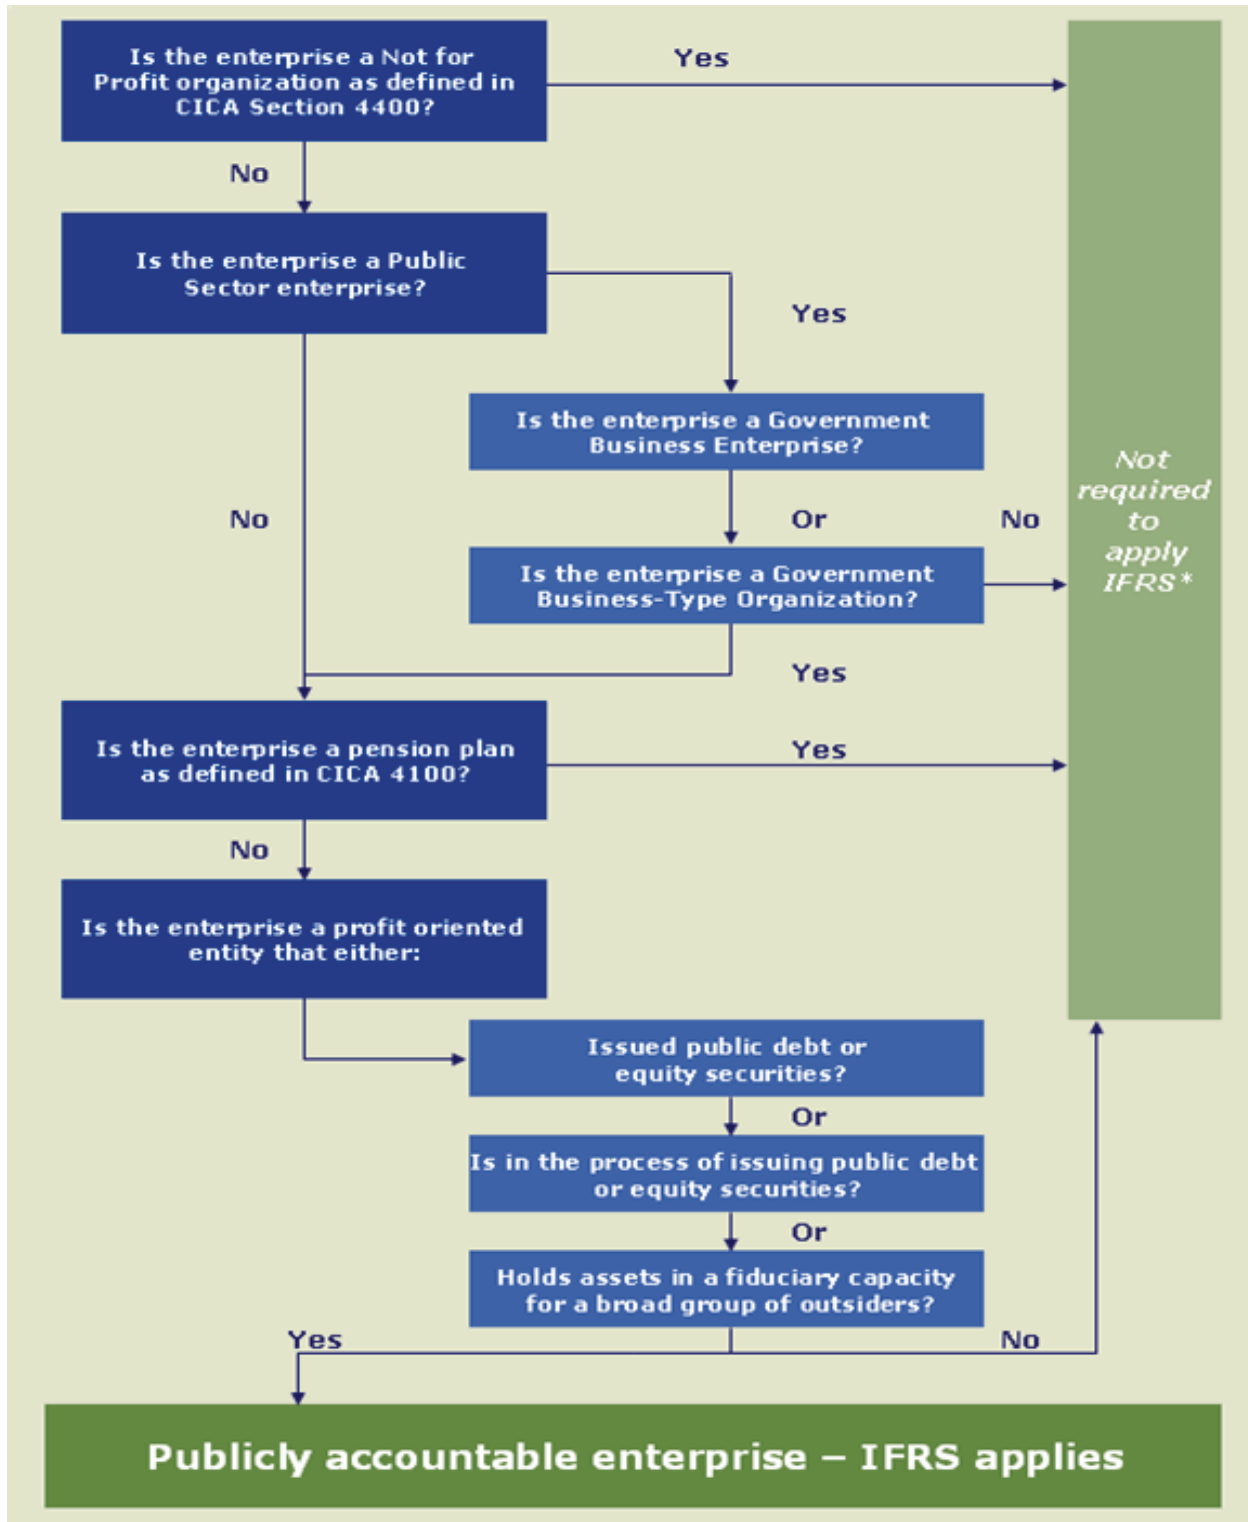 Is the enterprise a Not for
Profit organization as defined in
CICA Section 4400?
Yes
No
Is the enterprise a Public
Sector enterprise?
Yes
Is the enterprise a Government
Business Enterprise?
No
Or
No
Is the enterprise a Government
Business-Type Organization?
Not
required
to
apply
IFRS*
Yes
Is the enterprise a pension plan
as defined in CICA 4100?
Yes
No
Is the enterprise a profit oriented
entity that either:
Issued public debt or
equity securities?
Or
Is in the process of issuing public debt
or equity securities?
Or
Holds assets in a fiduciary capacity
for a broad group of outsiders?
Yes
No
Publicly accountable enterprise – IFRS applies